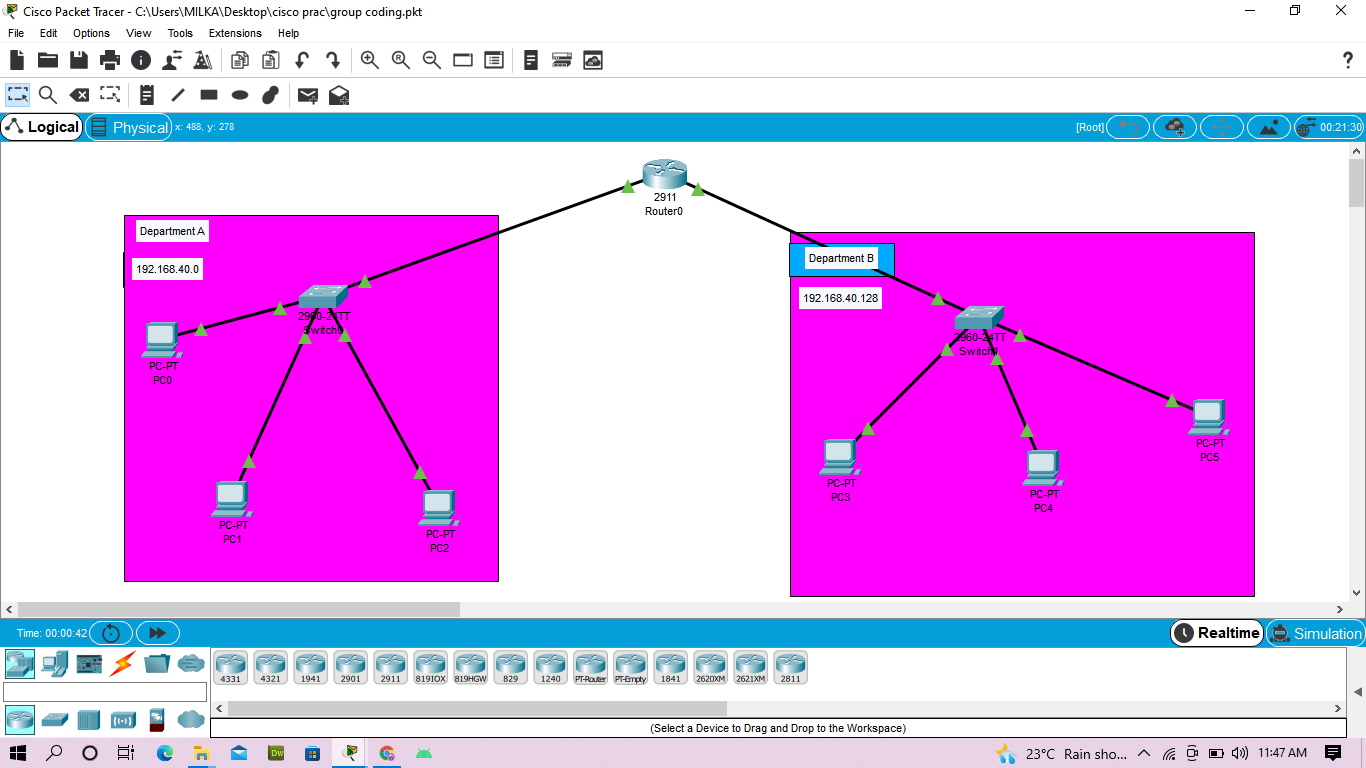 Cisco Packet Tracer - C:\Users\MILKA\Desktop\cisco prac\group coding.pkt
File Edit Options View Tools Extensions Help
Logical Physical x: 488, y: 278 [Root] 00:21:30
2911
Router0
Department A
192.168.40.0
2960-24TT
Switch0
PC-PT
PC0
PC-PT
PC1
PC-PT
PC2
Department B
192.168.40.128
2960-24TT
Switch1
PC-PT
PC3
PC-PT
PC4
PC-PT
PC5
Time: 00:00:42 Realtime Simulation
4331 4321 1941 2901 2911 819IOX 819HGW 829 1240 PT-Router PT-Empty 1841 2620XM 2621XM 2811
(Select a Device to Drag and Drop to the Workspace)
Dw 23°C Rain sho... 11:47 AM